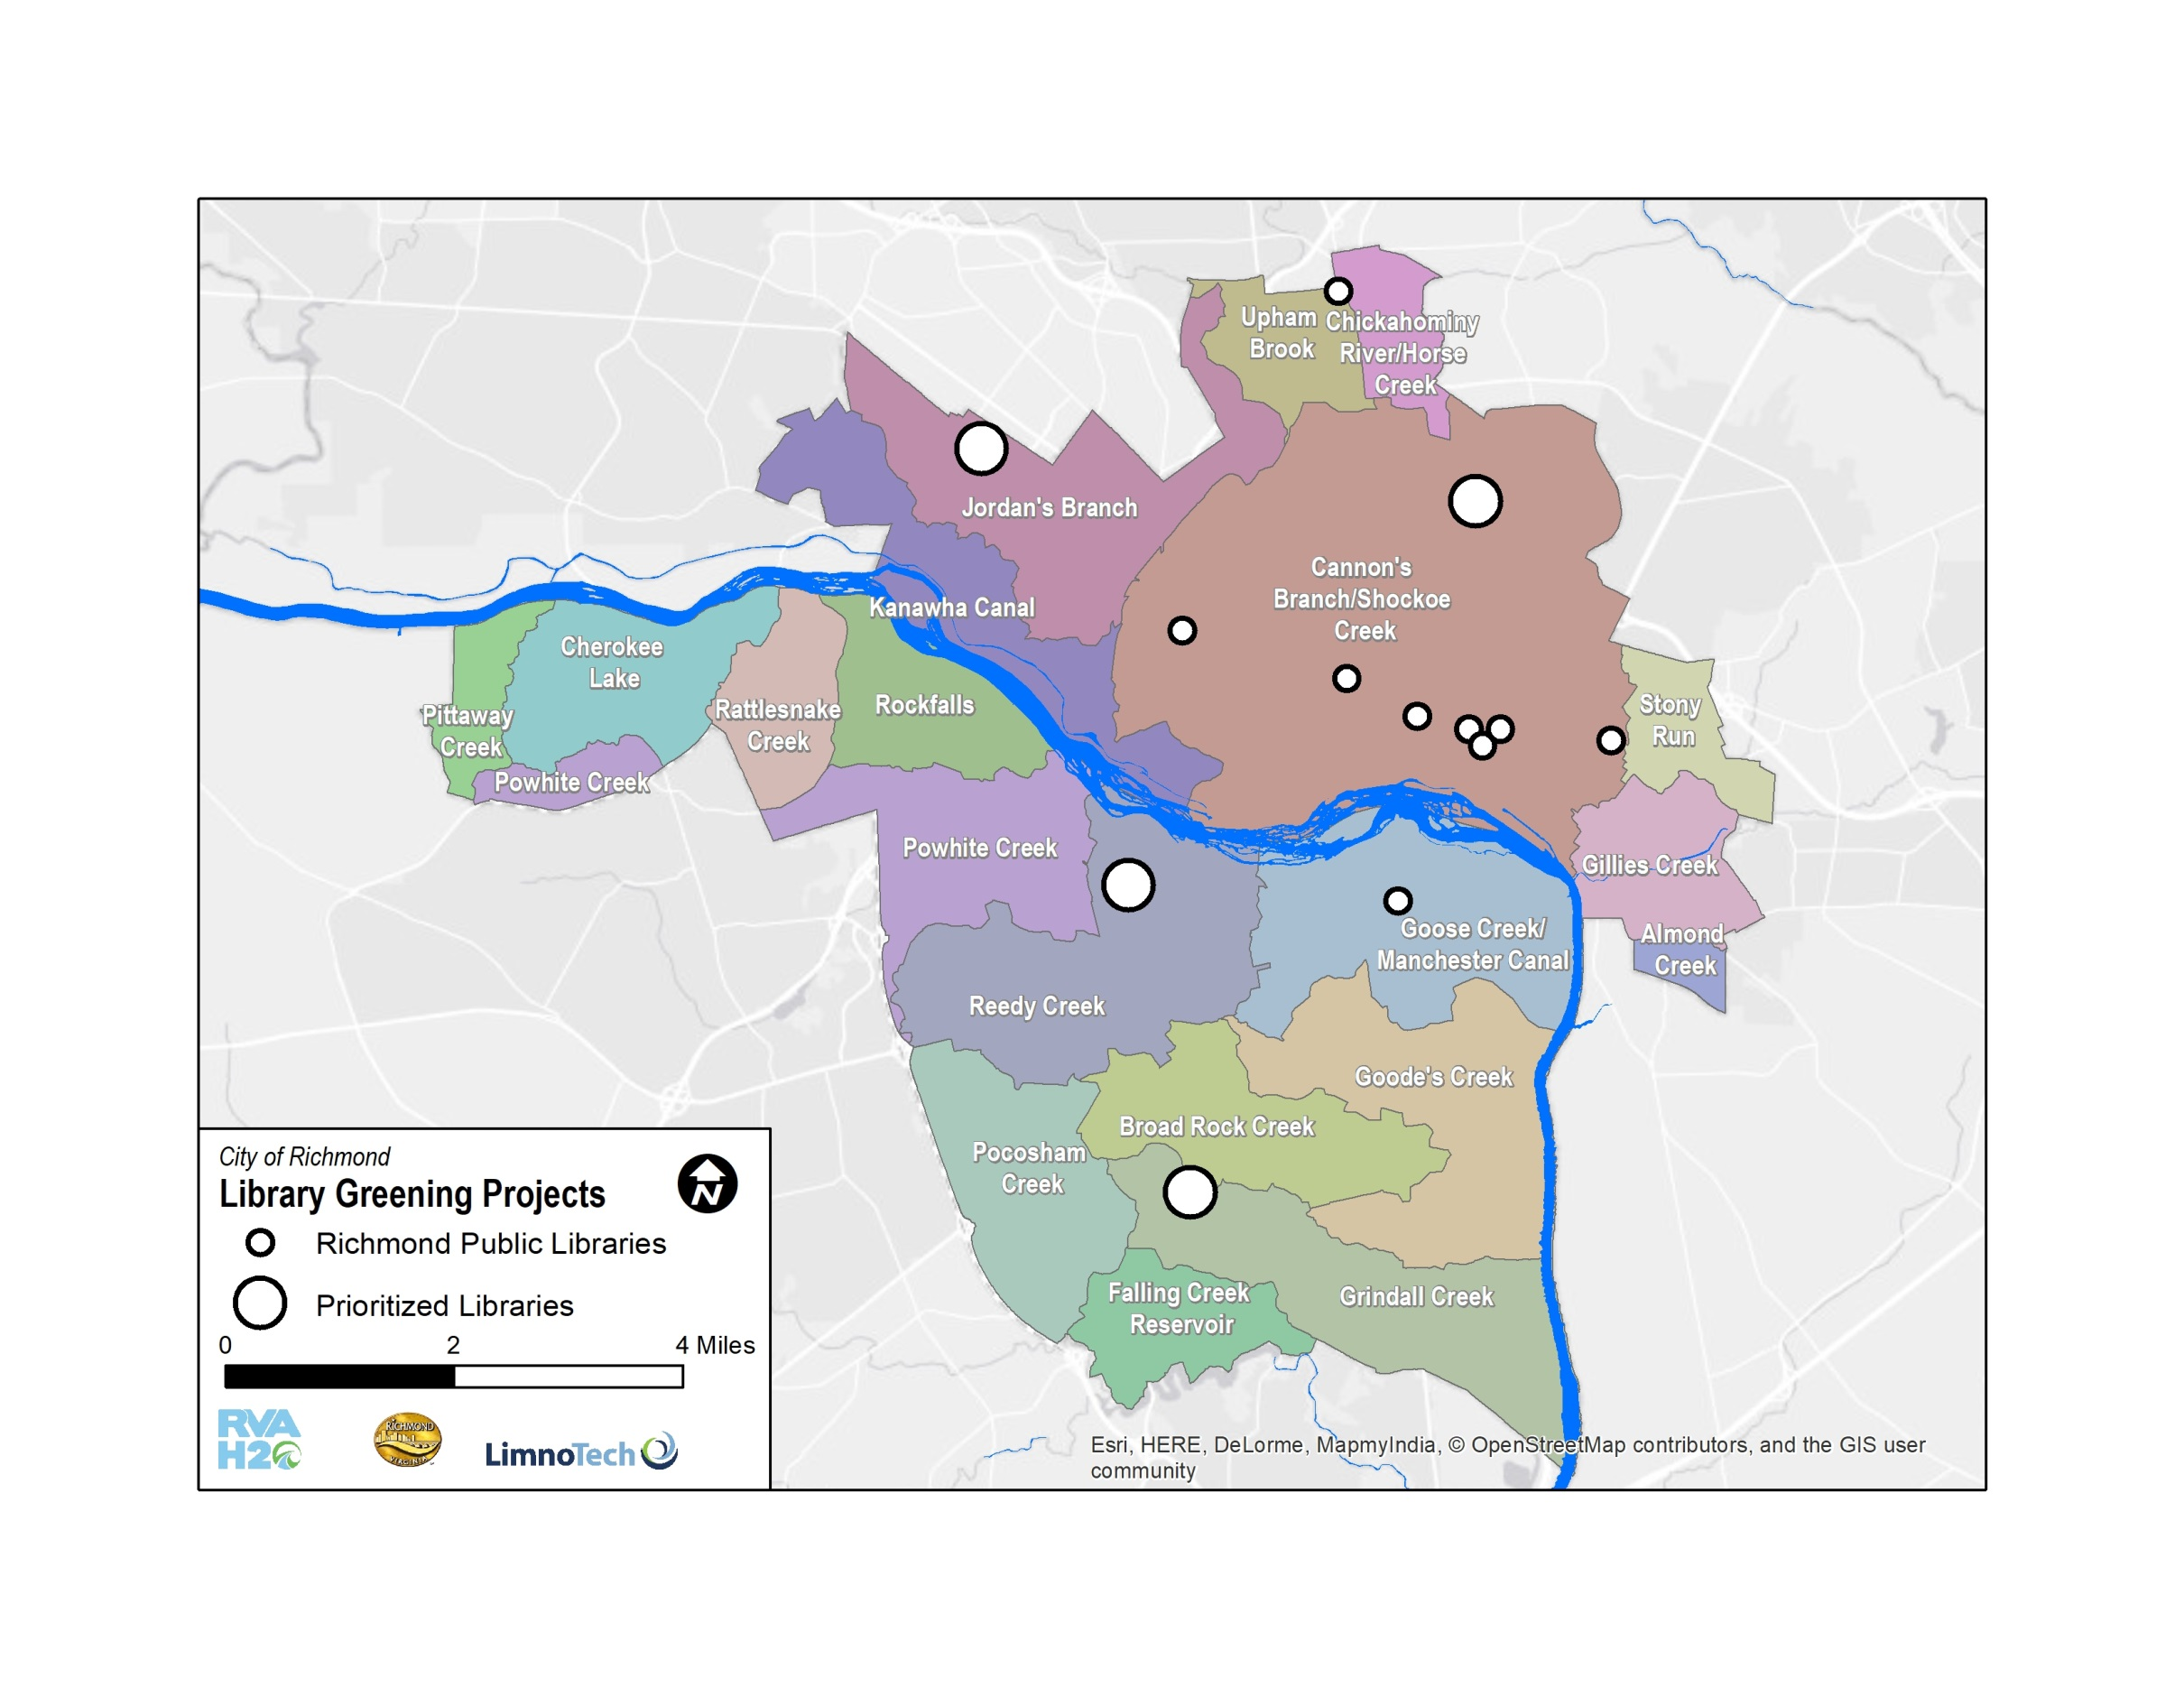 Upham
Brook
Chickahominy
River/Horse
Creek
Jordan's Branch
Cannon's
Branch/Shockoe
Creek
Kanawha Canal
Cherokee
Lake
Pittaway
Creek
Powhite Creek
Rattlesnake
Creek
Rockfalls
Stony
Run
Powhite Creek
Gillies Creek
Goose Creek/
Manchester Canal
Almond
Creek
Reedy Creek
Goode's Creek
Broad Rock Creek
Pocosham
Creek
Falling Creek
Reservoir
Grindall Creek
City of Richmond
Library Greening Projects
N
Richmond Public Libraries
Prioritized Libraries
0 2 4 Miles
RVA
H2O
RICHMOND
VIRGINIA
LimnoTech
Esri, HERE, DeLorme, MapmyIndia, © OpenStreetMap contributors, and the GIS user
community